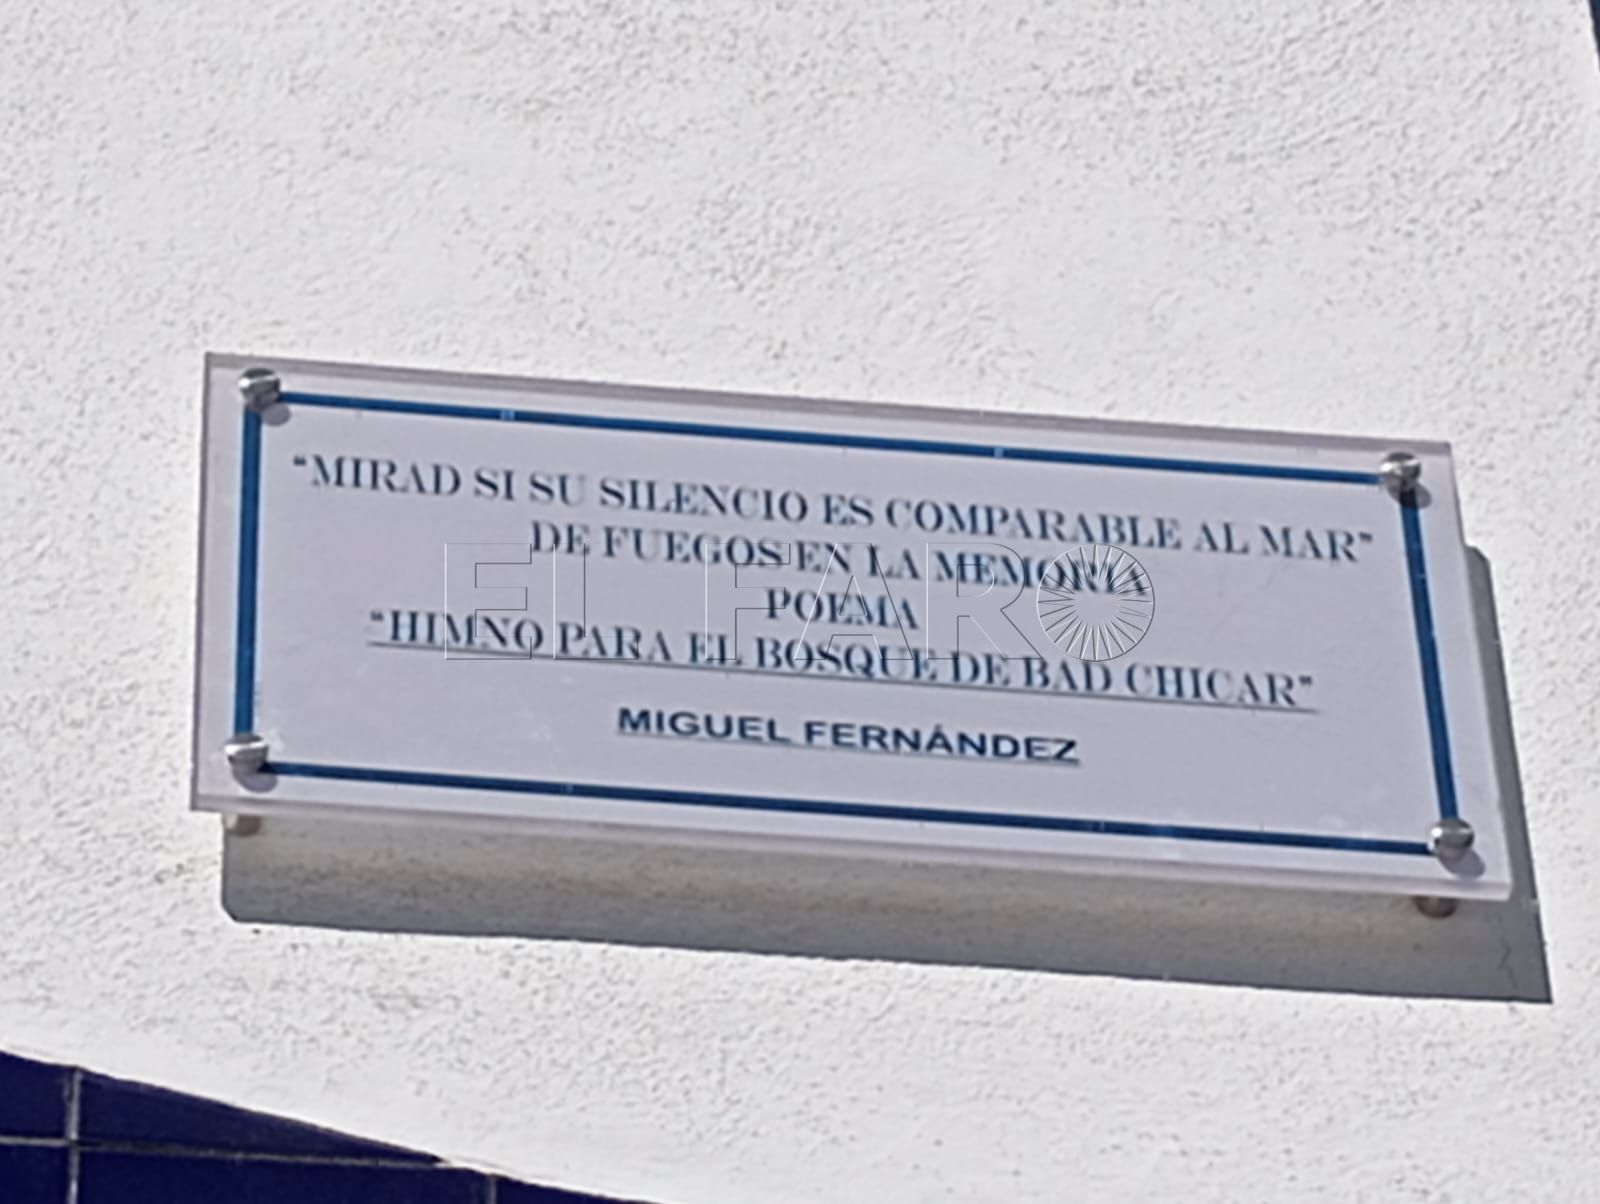 “MIRAD SI SU SILENCIO ES COMPARABLE AL MAR”
DE FUEGOS EN LA MEMORIA
POEMA
“HIMNO PARA EL BOSQUE DE BAD CHICAR”
MIGUEL FERNÁNDEZ
EL FARO